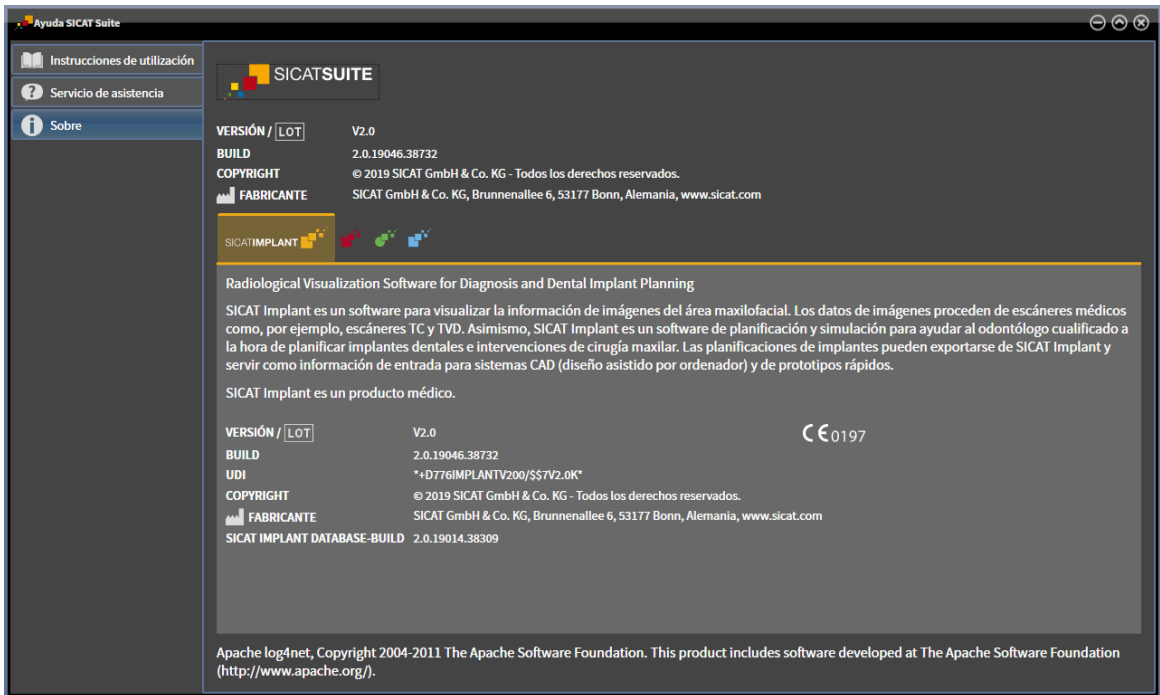 Ayuda SICAT Suite
Instrucciones de utilización
Servicio de asistencia
Sobre
SICATSUITE
VERSIÓN / LOT V2.0
BUILD 2.0.19046.38732
COPYRIGHT © 2019 SICAT GmbH & Co. KG - Todos los derechos reservados.
FABRICANTE SICAT GmbH & Co. KG, Brunnenallee 6, 53177 Bonn, Alemania, www.sicat.com
SICATIMPLANT
Radiological Visualization Software for Diagnosis and Dental Implant Planning
SICAT Implant es un software para visualizar la información de imágenes del área maxilofacial. Los datos de imágenes proceden de escáneres médicos
como, por ejemplo, escáneres TC y TVD. Asimismo, SICAT Implant es un software de planificación y simulación para ayudar al odontólogo cualificado a
la hora de planificar implantes dentales e intervenciones de cirugía maxilar. Las planificaciones de implantes pueden exportarse de SICAT Implant y
servir como información de entrada para sistemas CAD (diseño asistido por ordenador) y de prototipos rápidos.
SICAT Implant es un producto médico.
VERSIÓN / LOT V2.0 CE0197
BUILD 2.0.19046.38732
UDI *+D776IMPLANTV200/$$7V2.0K*
COPYRIGHT © 2019 SICAT GmbH & Co. KG - Todos los derechos reservados.
FABRICANTE SICAT GmbH & Co. KG, Brunnenallee 6, 53177 Bonn, Alemania, www.sicat.com
SICAT IMPLANT DATABASE-BUILD 2.0.19014.38309
Apache log4net, Copyright 2004-2011 The Apache Software Foundation. This product includes software developed at The Apache Software Foundation
(http://www.apache.org/).